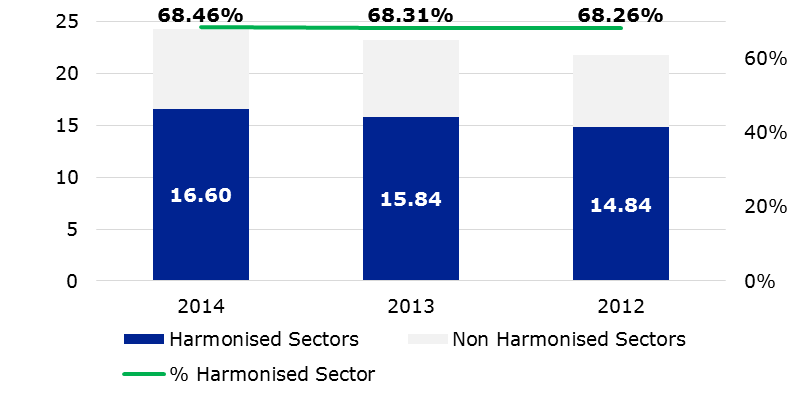 68.46% 68.31% 68.26%
25
20 60%
15 40%
16.60 15.84 14.84
10 20%
5
0 0%
2014 2013 2012
Harmonised Sectors Non Harmonised Sectors
% Harmonised Sector